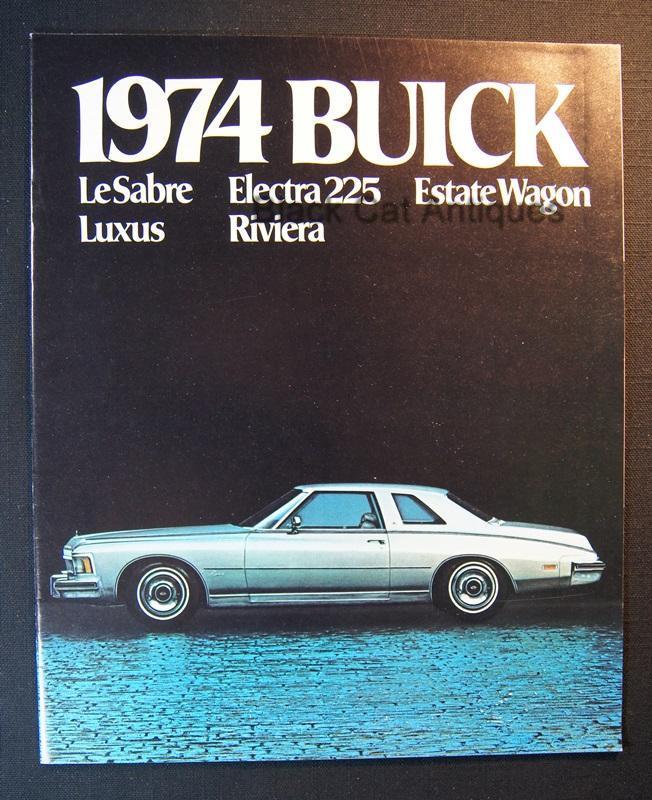 1974 BUICK
LeSabre Electra 225 Estate Wagon
Black Cat Antiques
Luxus Riviera